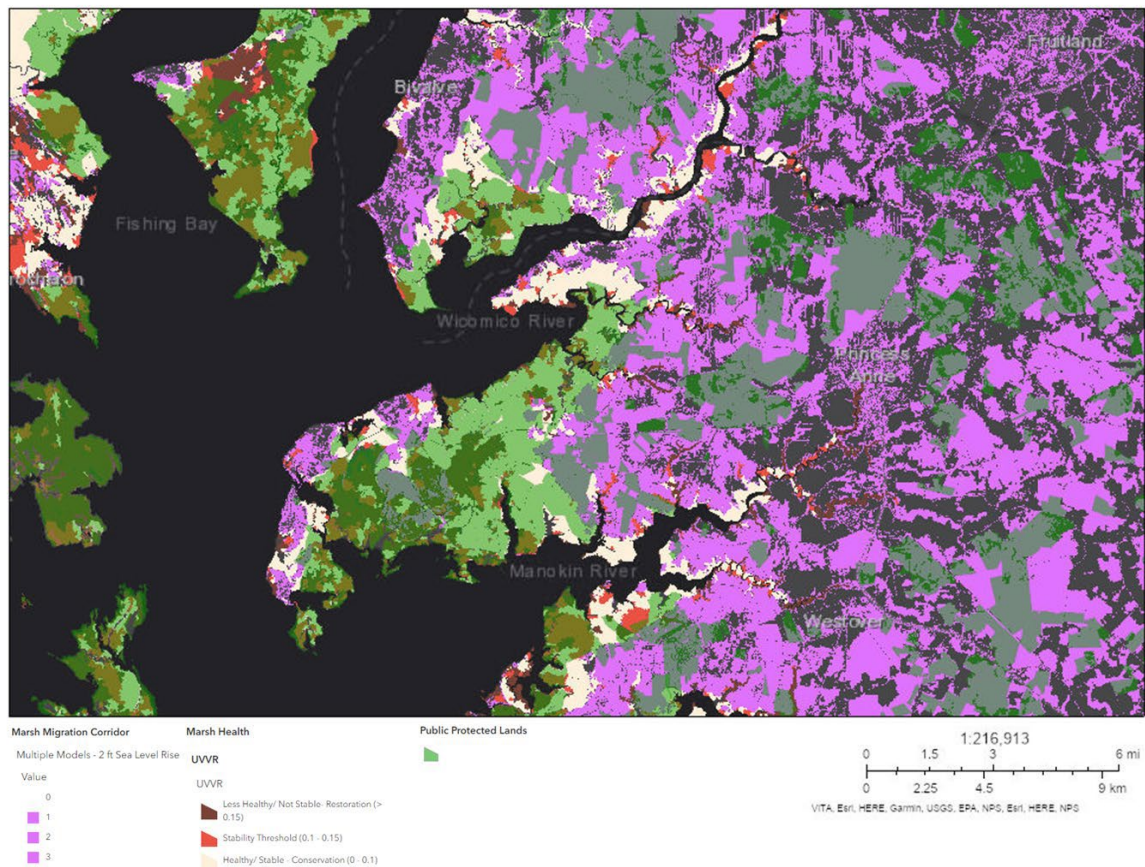 Fruitland
Bivalve
Fishing Bay
Wicomico River
Princess
Anne
Manokin River
Westover
Marsh Migration Corridor
Multiple Models - 2 ft Sea Level Rise
Value
0
1
2
3
Marsh Health
UVVR
UVVR
Less Healthy/ Not Stable- Restoration (>
0.15)
Stability Threshold (0.1 - 0.15)
Healthy/ Stable - Conservation (0 - 0.1)
Public Protected Lands
1:216,913
0 1.5 3 6 mi
0 2.25 4.5 9 km
VITA, Esri, HERE, Garmin, USGS, EPA, NPS, Esri, HERE, NPS